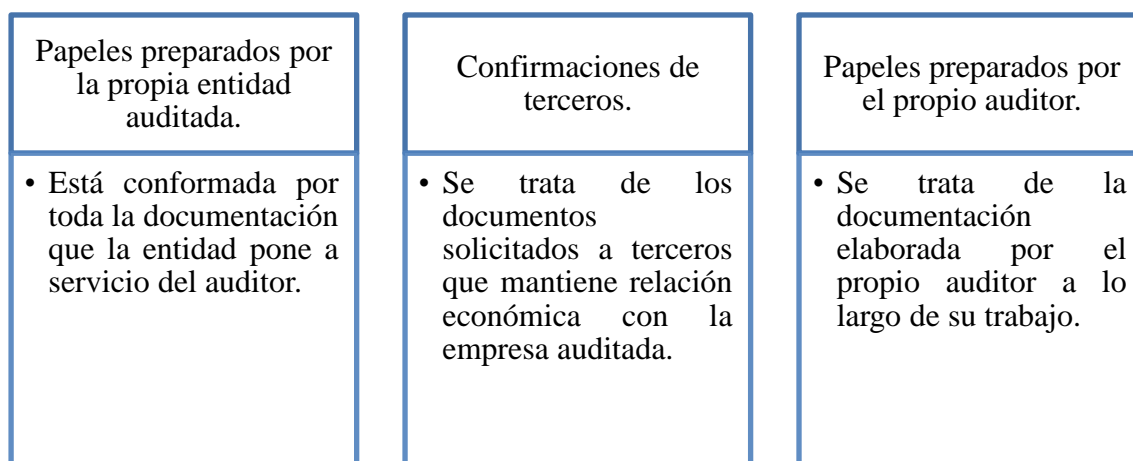 Papeles preparados por
la propia entidad
auditada.
• Está conformada por
toda la documentación
que la entidad pone a
servicio del auditor.
Confirmaciones de
terceros.
• Se trata de los
documentos
solicitados a terceros
que mantiene relación
económica con la
empresa auditada.
Papeles preparados por
el propio auditor.
• Se trata de la
documentación
elaborada por el
propio auditor a lo
largo de su trabajo.